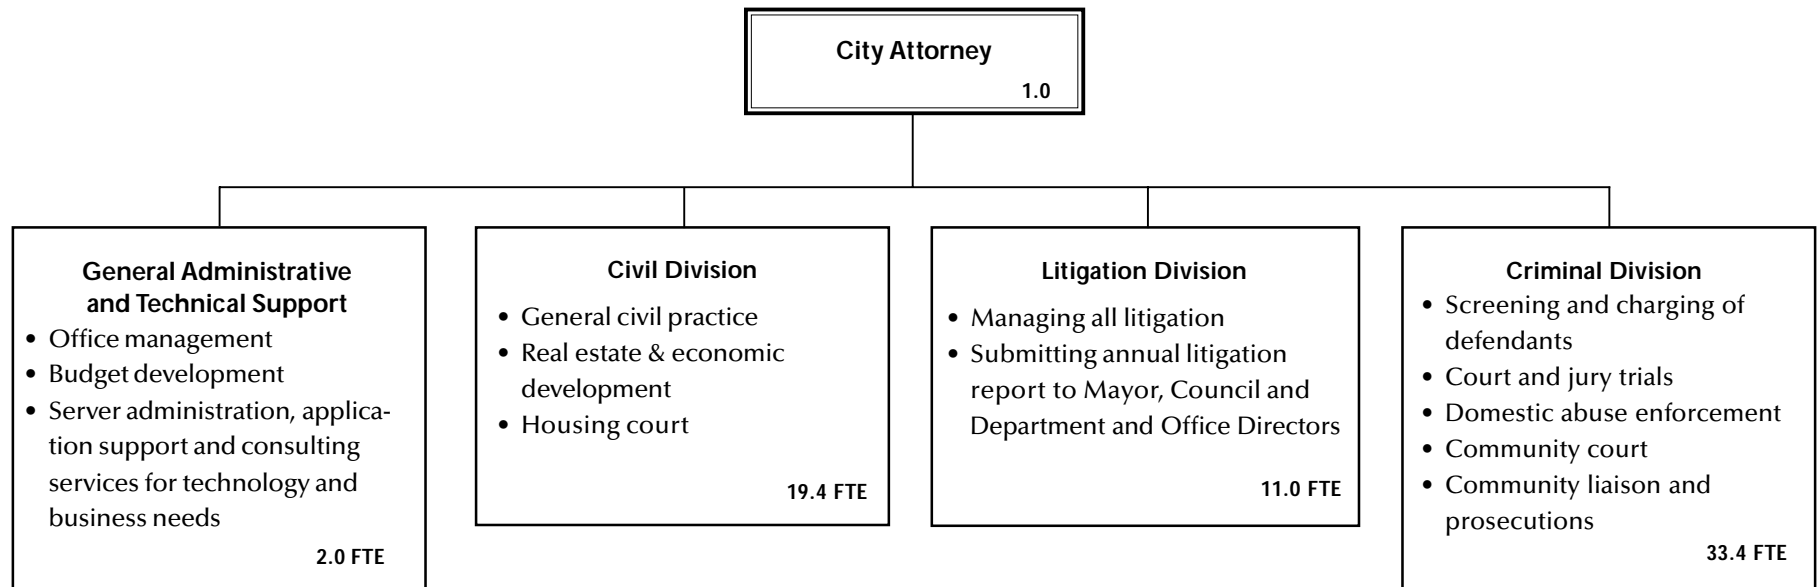 City Attorney
1.0
General Administrative
and Technical Support
• Office management
• Budget development
• Server administration, applica-
tion support and consulting
services for technology and
business needs
2.0 FTE
Civil Division
• General civil practice
• Real estate & economic
development
• Housing court
19.4 FTE
Litigation Division
• Managing all litigation
• Submitting annual litigation
report to Mayor, Council and
Department and Office Directors
11.0 FTE
Criminal Division
• Screening and charging of
defendants
• Court and jury trials
• Domestic abuse enforcement
• Community court
• Community liaison and
prosecutions
33.4 FTE